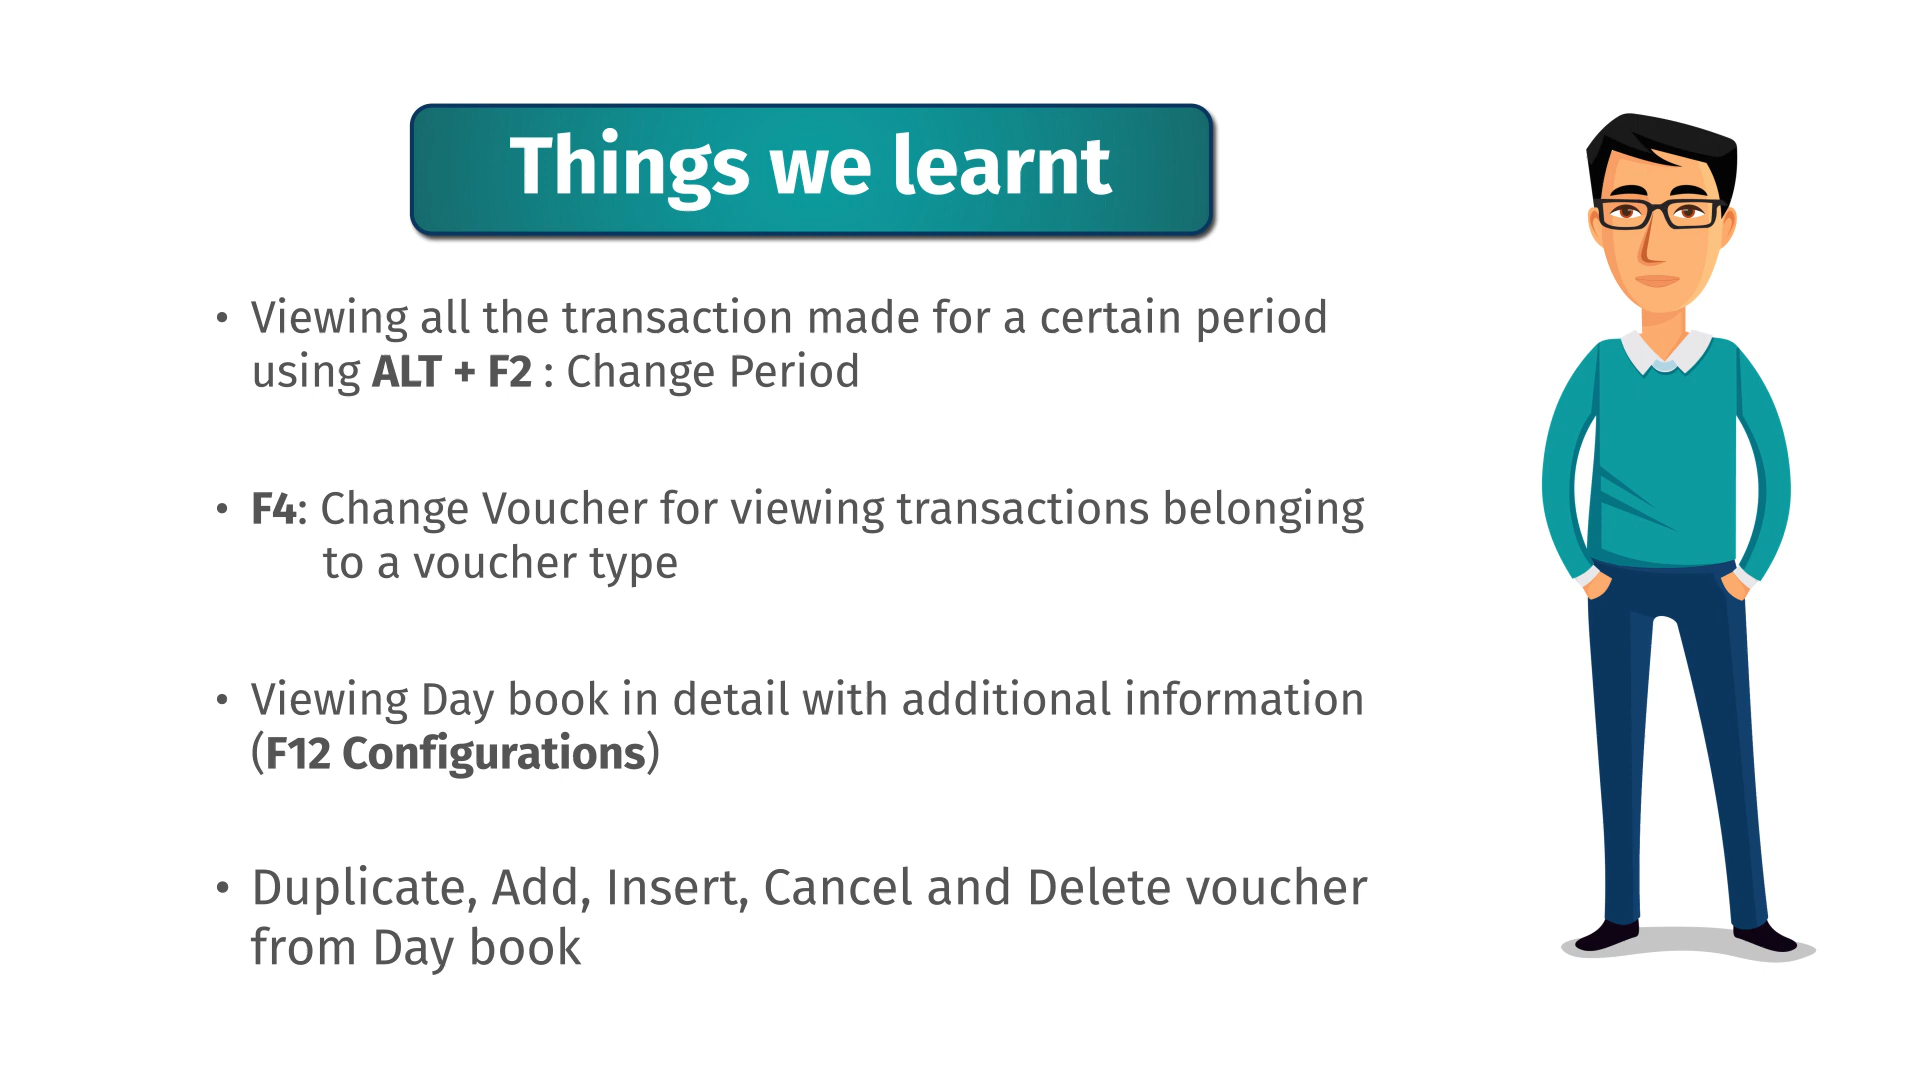 Things we learnt
• Viewing all the transaction made for a certain period
using ALT + F2 : Change Period
• F4: Change Voucher for viewing transactions belonging
to a voucher type
• Viewing Day book in detail with additional information
(F12 Configurations)
• Duplicate, Add, Insert, Cancel and Delete voucher
from Day book